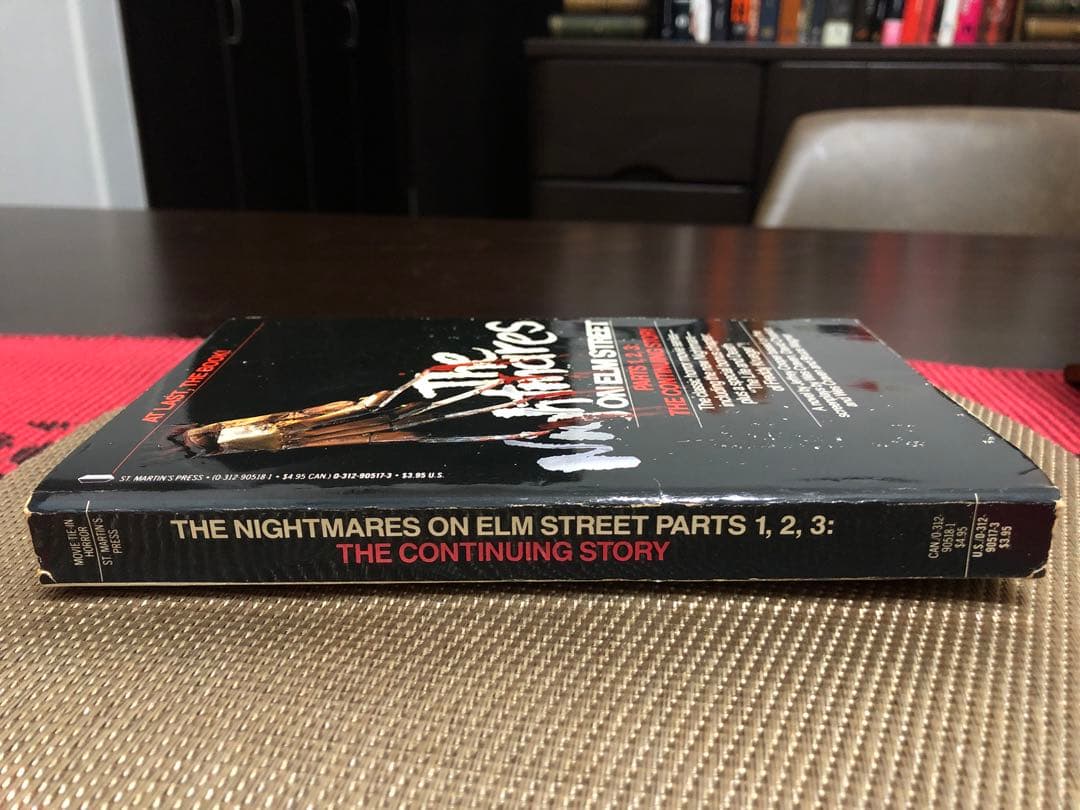 AT LAST THE BOOK!
The
Nightmares
ON ELM STREET
PARTS 1, 2, 3:
THE CONTINUING STORY
ST. MARTIN'S PRESS • (0-312-90518-1 • $4.95 CAN.) 0-312-90517-3 • $3.95 U.S.
MOVIE TIE-IN
HORROR
ST. MARTIN'S
PRESS
THE NIGHTMARES ON ELM STREET PARTS 1, 2, 3:
THE CONTINUING STORY
CAN./0-312-
90518-1
$4.95
U.S./0-312-
90517-3
$3.95